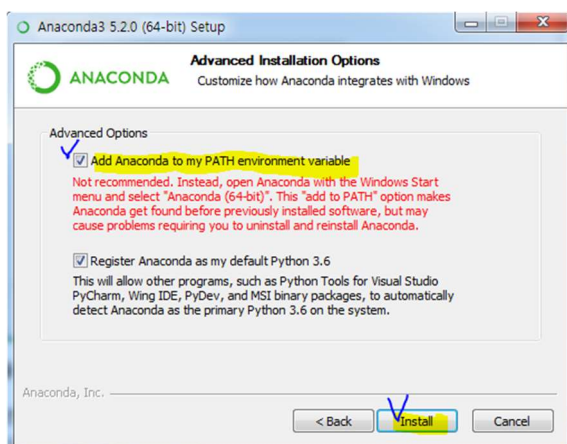 Anaconda3 5.2.0 (64-bit) Setup
ANACONDA
Advanced Installation Options
Customize how Anaconda integrates with Windows
Advanced Options
Add Anaconda to my PATH environment variable
Not recommended. Instead, open Anaconda with the Windows Start
menu and select "Anaconda (64-bit)". This "add to PATH" option makes
Anaconda get found before previously installed software, but may
cause problems requiring you to uninstall and reinstall Anaconda.
Register Anaconda as my default Python 3.6
This will allow other programs, such as Python Tools for Visual Studio
PyCharm, Wing IDE, PyDev, and MSI binary packages, to automatically
detect Anaconda as the primary Python 3.6 on the system.
Anaconda, Inc.
< Back
Install
Cancel